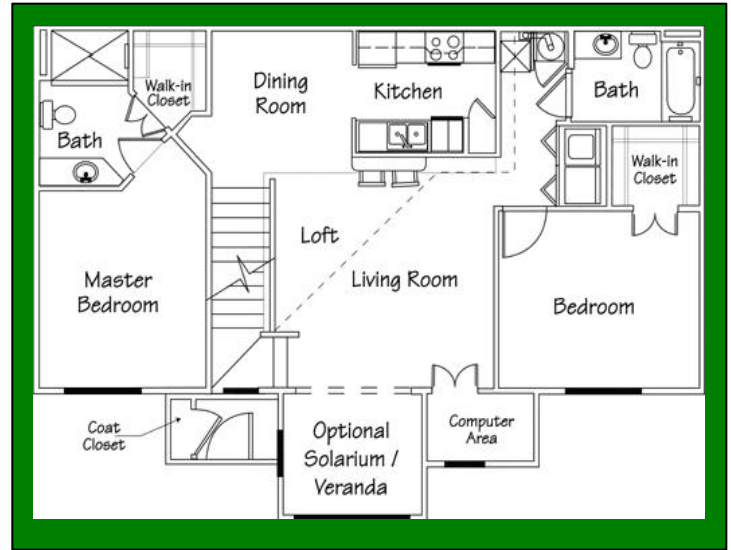 Walk-in
Closet
Dining
Room
Kitchen
Bath
Bath
Walk-in
Closet
Loft
Living Room
Master
Bedroom
Bedroom
Coat
Closet
Optional
Solarium /
Veranda
Computer
Area